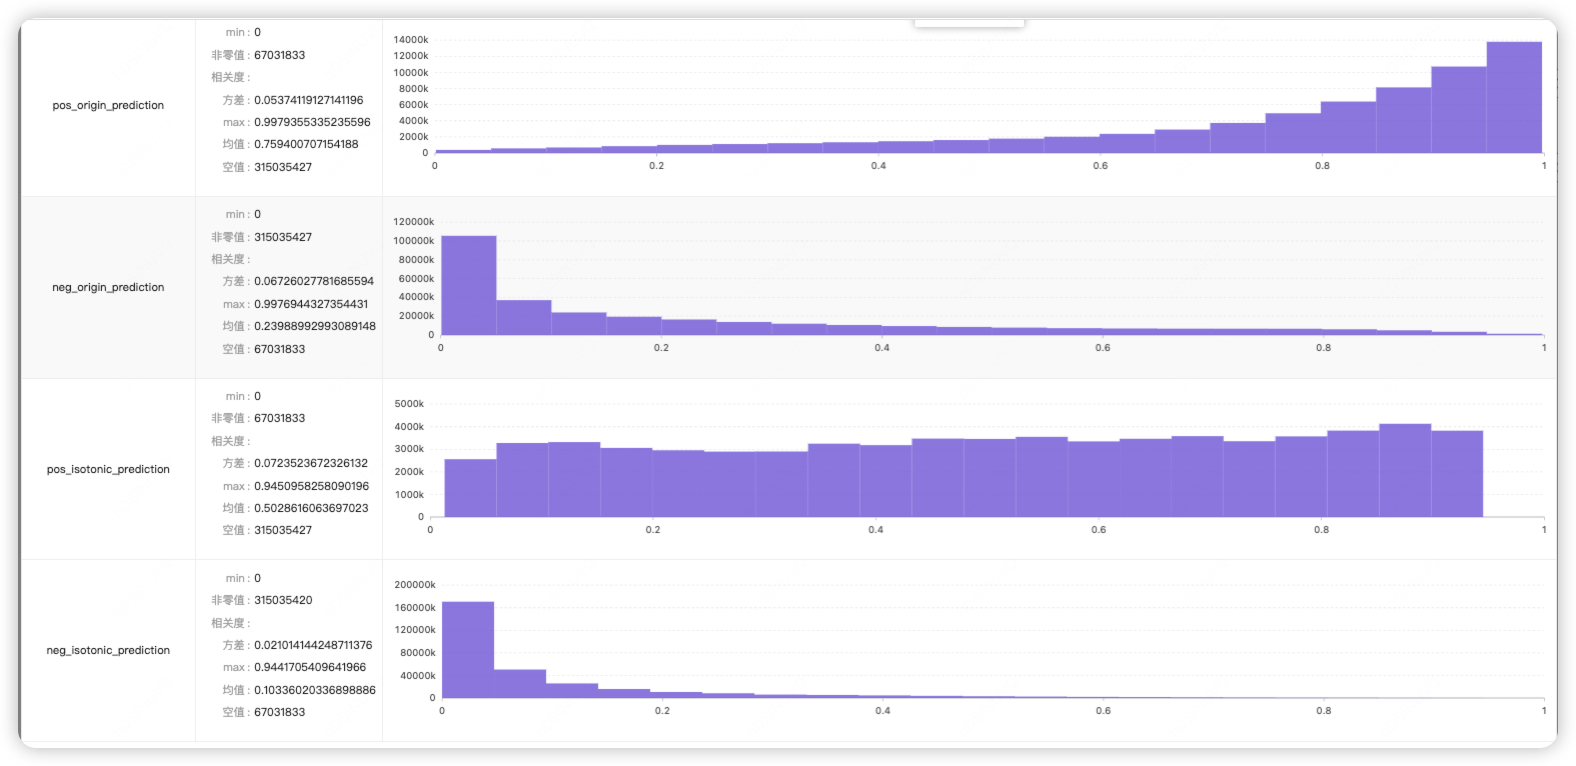 pos_origin_prediction
min : 0
非零值 : 67031833
相关度 :
方差 : 0.05374119127141196
max : 0.9979355335235596
均值 : 0.759400707154188
空值 : 315035427
14000k
12000k
10000k
8000k
6000k
4000k
2000k
0
0 0.2 0.4 0.6 0.8 1
neg_origin_prediction
min : 0
非零值 : 315035427
相关度 :
方差 : 0.06726027781685594
max : 0.9976944327354431
均值 : 0.23988992993089148
空值 : 67031833
120000k
100000k
80000k
60000k
40000k
20000k
0
0 0.2 0.4 0.6 0.8 1
pos_isotonic_prediction
min : 0
非零值 : 67031833
相关度 :
方差 : 0.0723523672326132
max : 0.9450958258090196
均值 : 0.5028616063697023
空值 : 315035427
5000k
4000k
3000k
2000k
1000k
0
0 0.2 0.4 0.6 0.8 1
neg_isotonic_prediction
min : 0
非零值 : 315035420
相关度 :
方差 : 0.021014144248711376
max : 0.9441705409641966
均值 : 0.10336020336898886
空值 : 67031833
200000k
160000k
120000k
80000k
40000k
0
0 0.2 0.4 0.6 0.8 1